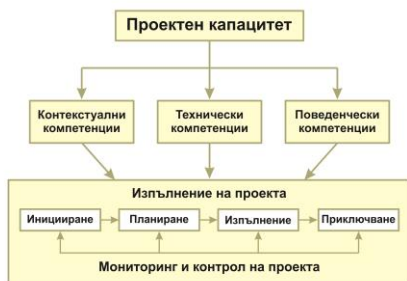 Проектен капацитет
Контекстуални
компетенции
Технически
компетенции
Поведенчески
компетенции
Изпълнение на проекта
Иницииране
Планиране
Изпълнение
Приключване
Мониторинг и контрол на проекта